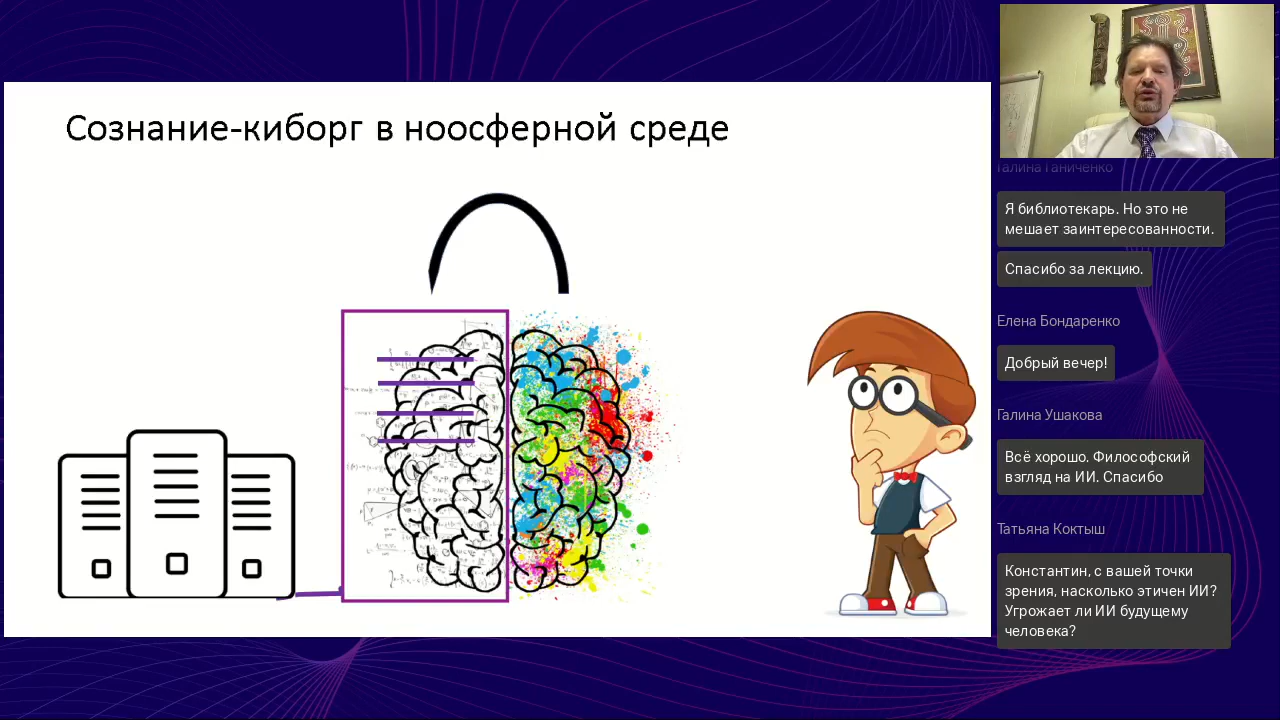 Сознание-киборг в ноосферной среде
Галина Ганиченко
Я библиотекарь. Но это не
мешает заинтересованности.
Спасибо за лекцию.
Елена Бондаренко
Добрый вечер!
Галина Ушакова
Всё хорошо. Философский
взгляд на ИИ. Спасибо
Татьяна Коктыш
Константин, с вашей точки
зрения, насколько этичен ИИ?
Угрожает ли ИИ будущему
человека?